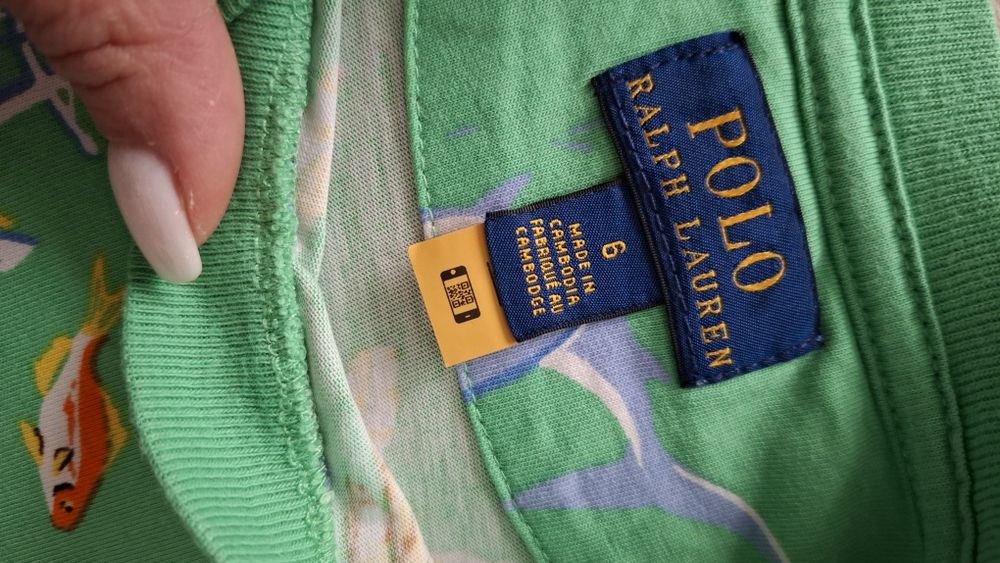 POLO
RALPH LAUREN
6
MADE IN
CAMBODIA
FABRIQUÉ AU
CAMBODGE